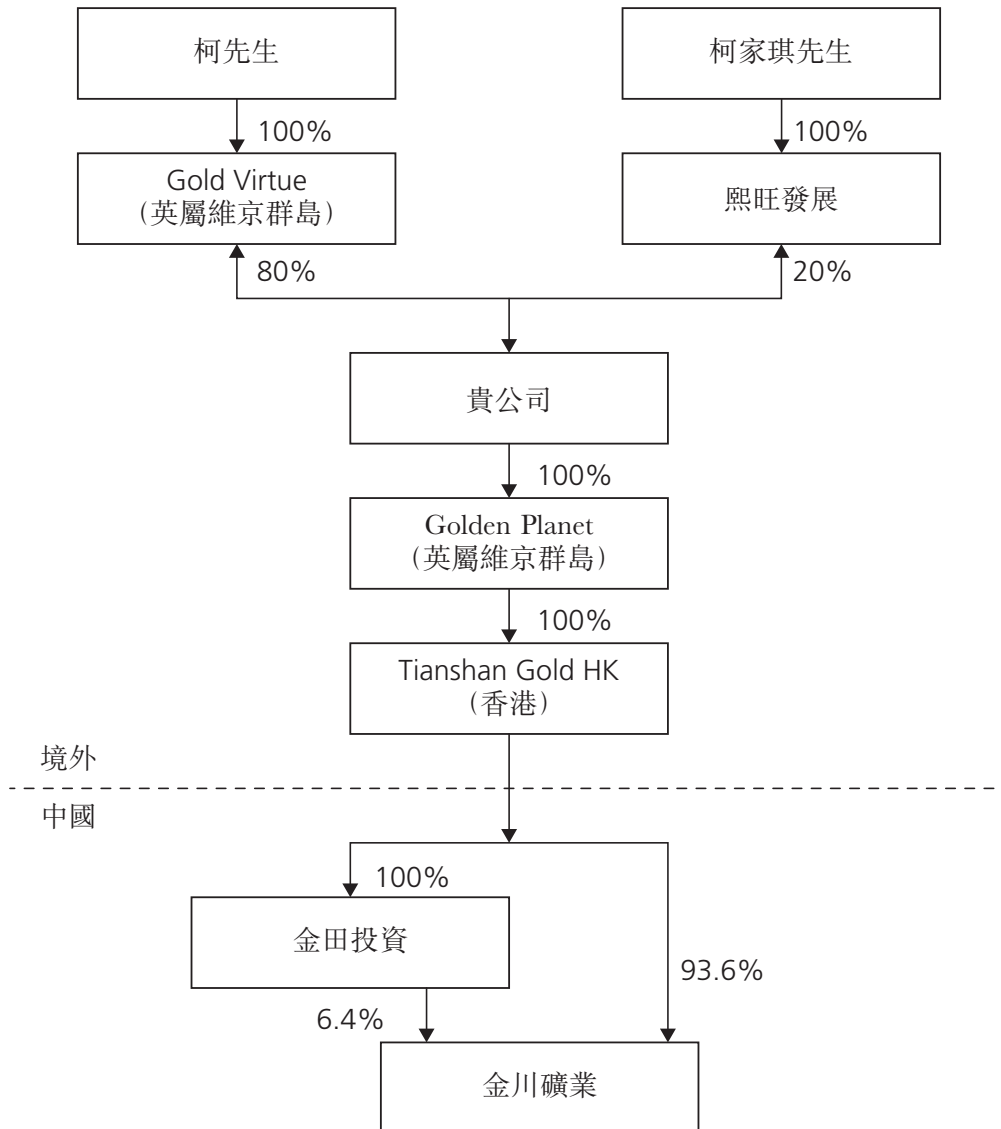 柯先生
柯家琪先生
100%
100%
Gold Virtue
(英屬維京群島)
熙旺發展
80%
20%
貴公司
100%
Golden Planet
(英屬維京群島)
100%
Tianshan Gold HK
(香港)
境外
中國
100%
金田投資
93.6%
6.4%
金川礦業